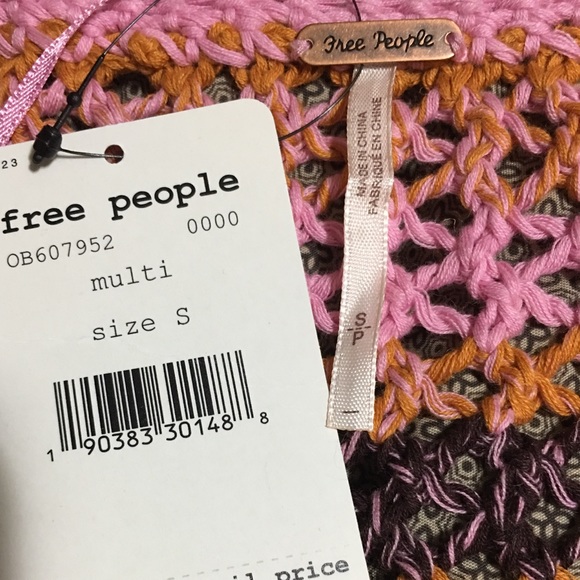 Free People
MADE IN CHINA
FABRIQUÉ EN CHINE
S
P
23
free people
OB607952
0000
multi
size S
1 90383 30148 8
price